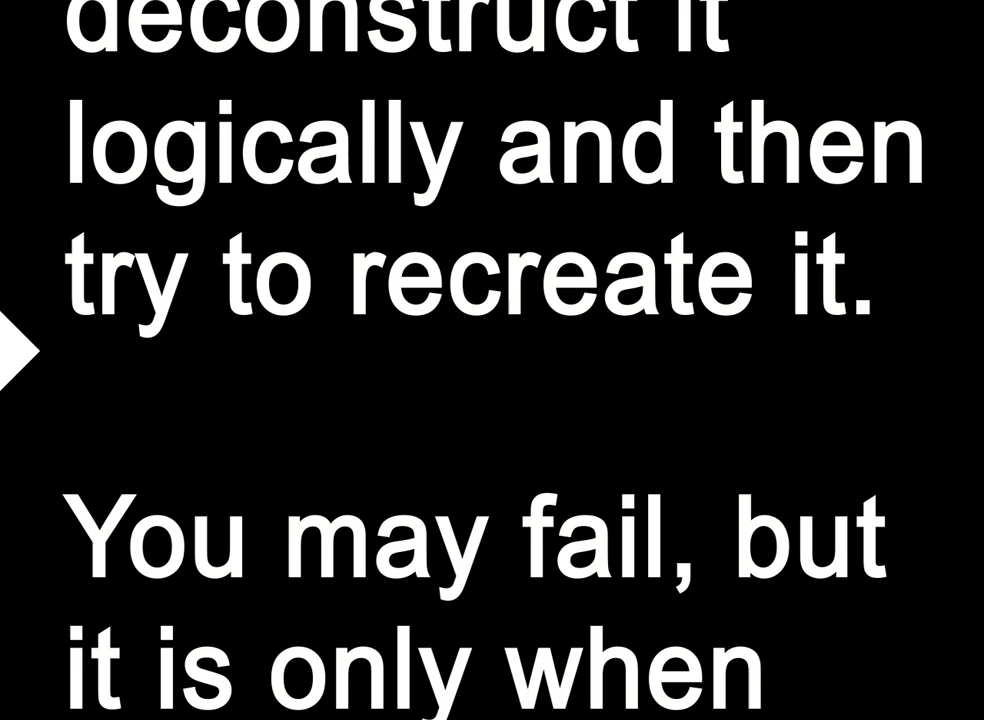 deconstruct it
logically and then
try to recreate it.
You may fail, but
it is only when